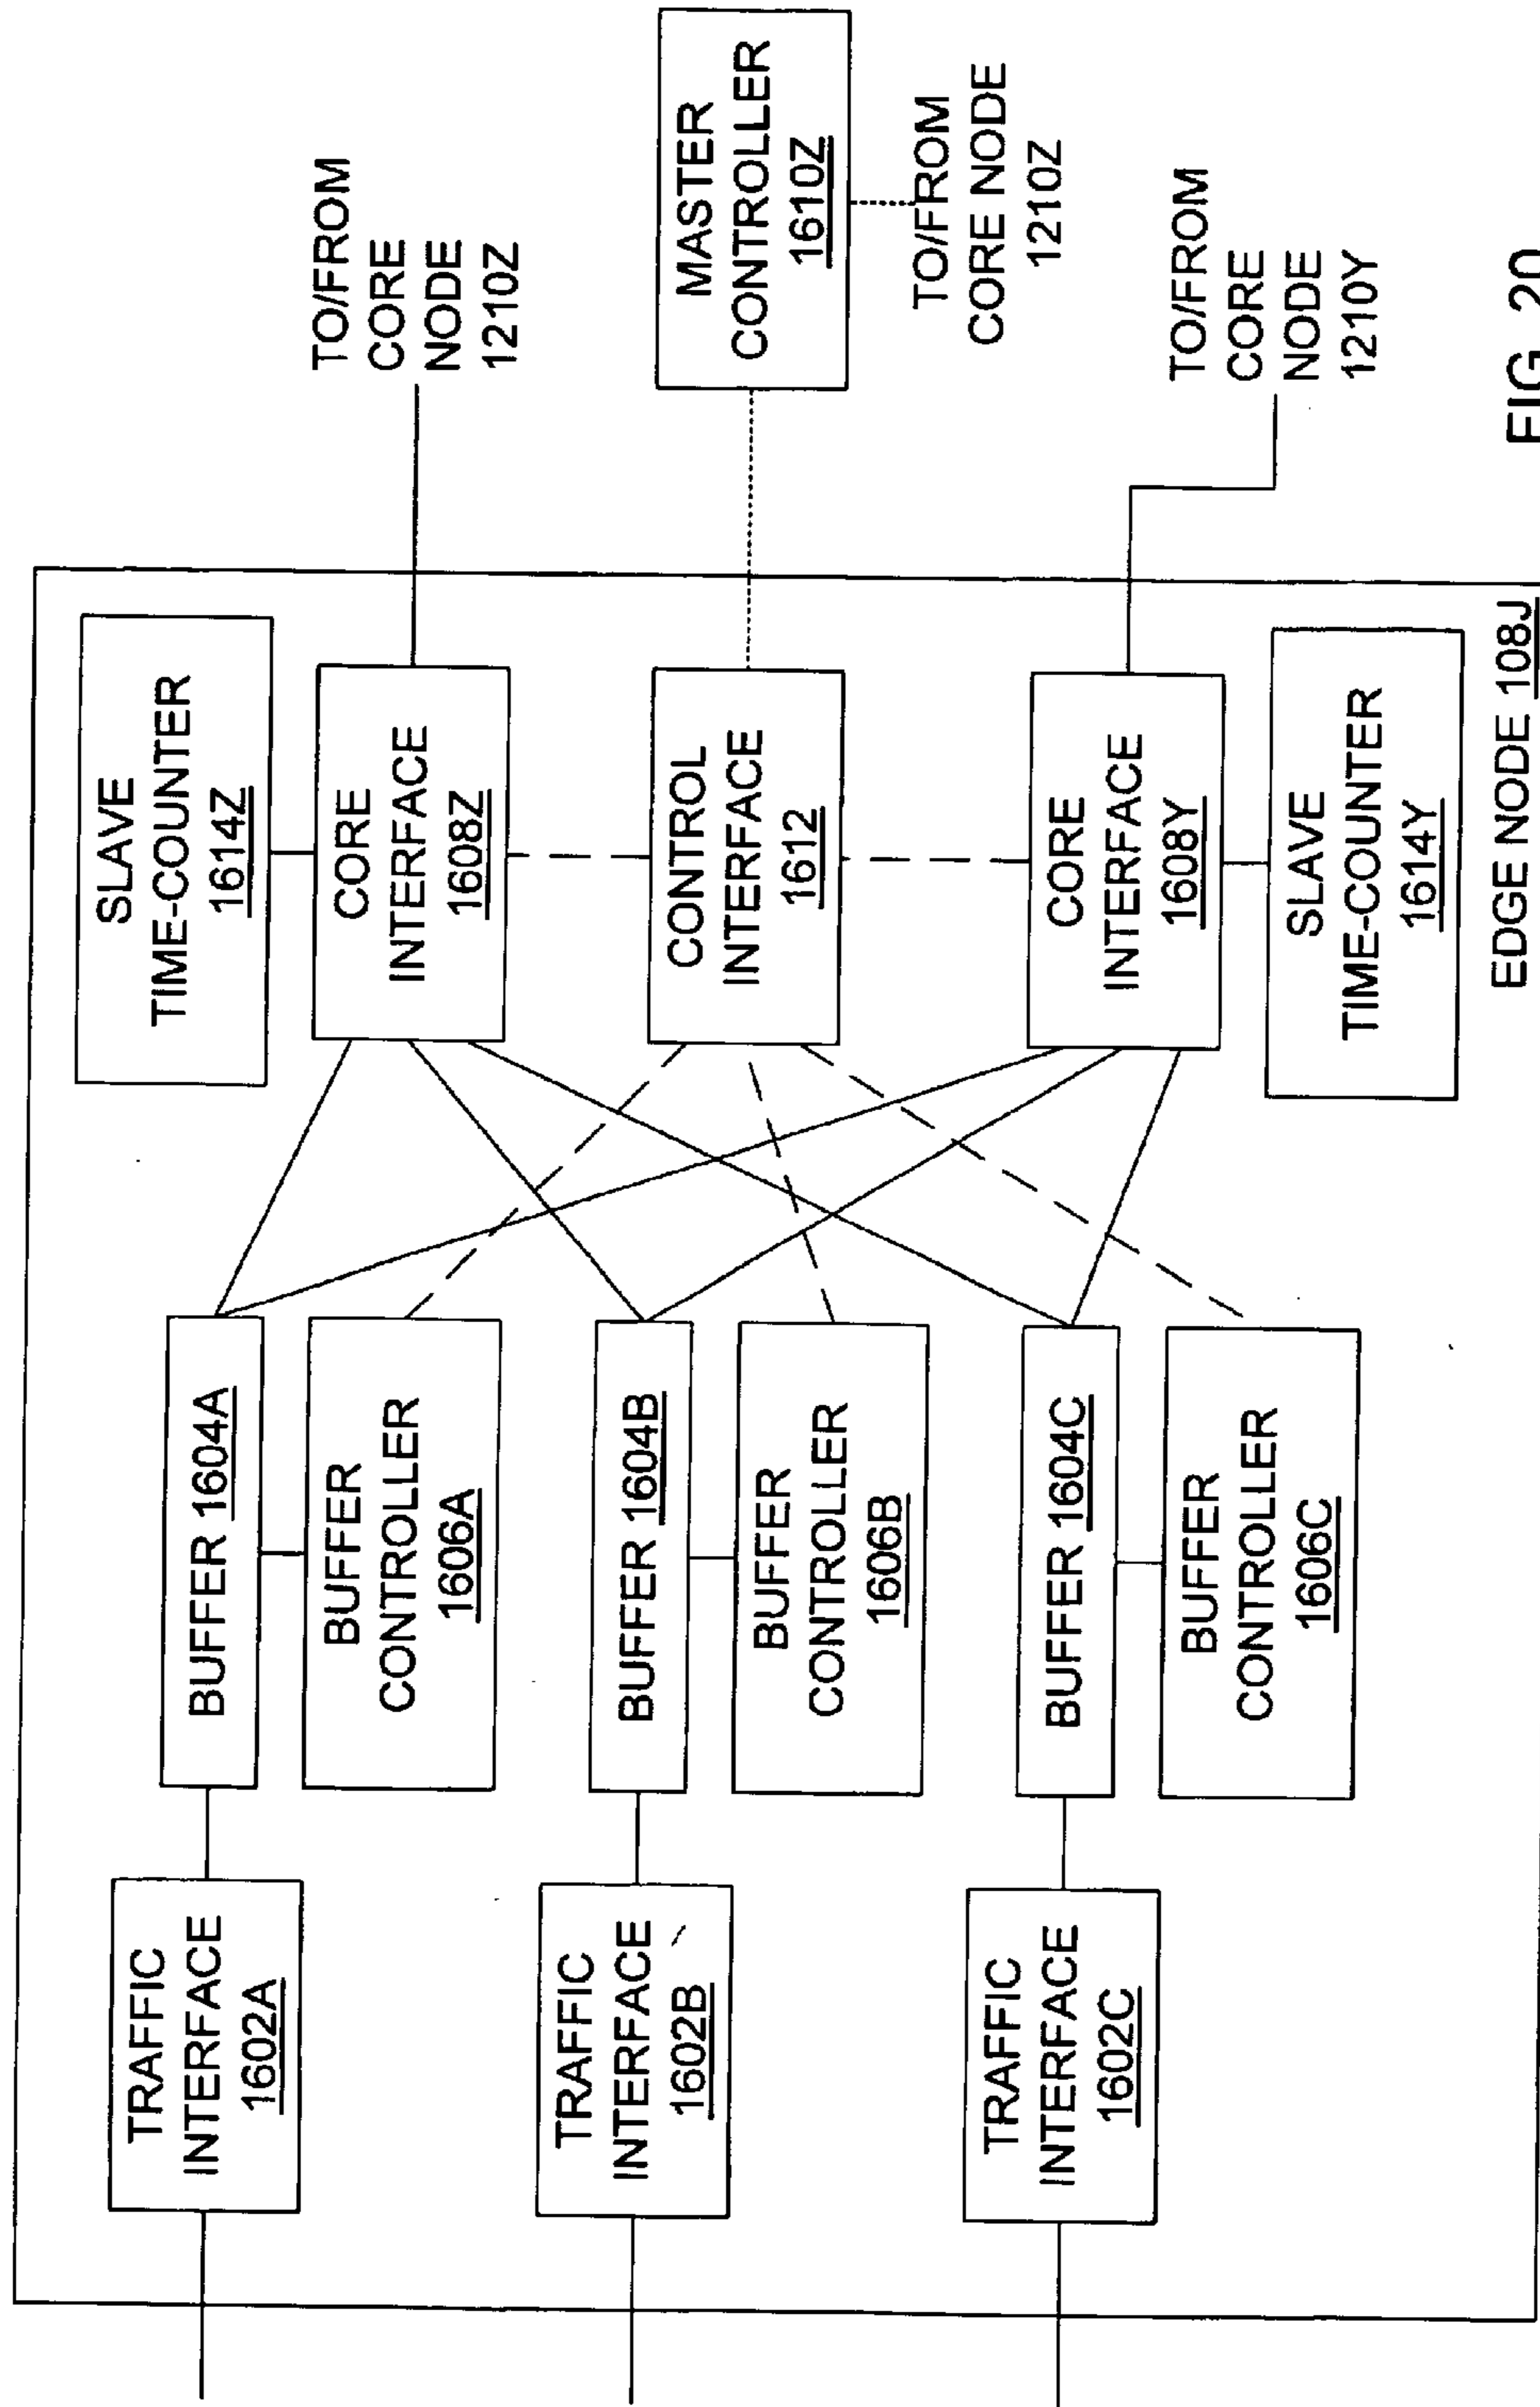 TRAFFIC
INTERFACE
1602A
BUFFER 1604A
BUFFER
CONTROLLER
1606A
TRAFFIC
INTERFACE
1602B
BUFFER 1604B
BUFFER
CONTROLLER
1606B
TRAFFIC
INTERFACE
1602C
BUFFER 1604C
BUFFER
CONTROLLER
1606C
SLAVE
TIME-COUNTER
1614Z
CORE
INTERFACE
1608Z
CONTROL
INTERFACE
1612
CORE
INTERFACE
1608Y
SLAVE
TIME-COUNTER
1614Y
EDGE NODE 108J
TO/FROM
CORE
NODE
1210Z
MASTER
CONTROLLER
1610Z
TO/FROM
CORE NODE
1210Z
TO/FROM
CORE
NODE
1210Y
FIG. 20